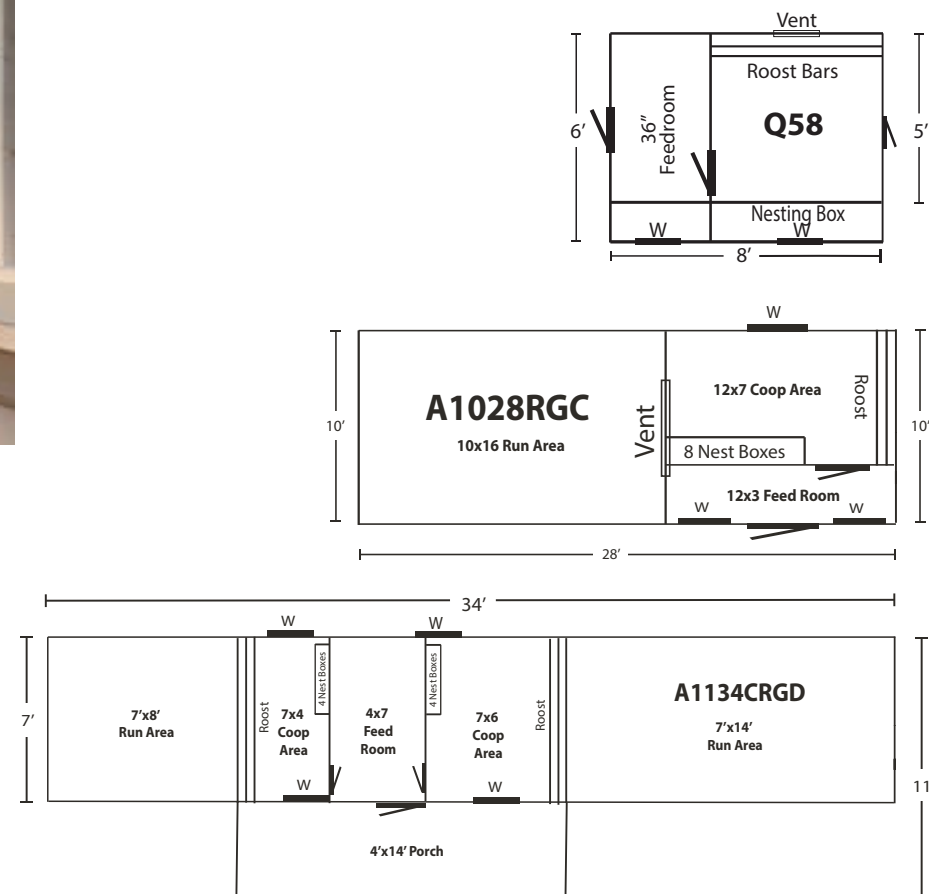 Vent
Roost Bars
Q58
6’
36” Feedroom
5’
Nesting Box
W
W
8’
W
10’
A1028RGC
10x16 Run Area
Vent
12x7 Coop Area
Roost
10’
8 Nest Boxes
12x3 Feed Room
W
W
28’
34’
W
W
7’
7’x8’
Run Area
Roost
4 Nest Boxes
7x4
Coop
Area
4x7
Feed
Room
4 Nest Boxes
7x6
Coop
Area
Roost
A1134CRGD
7’x14’
Run Area
W
W
11
4’x14’ Porch